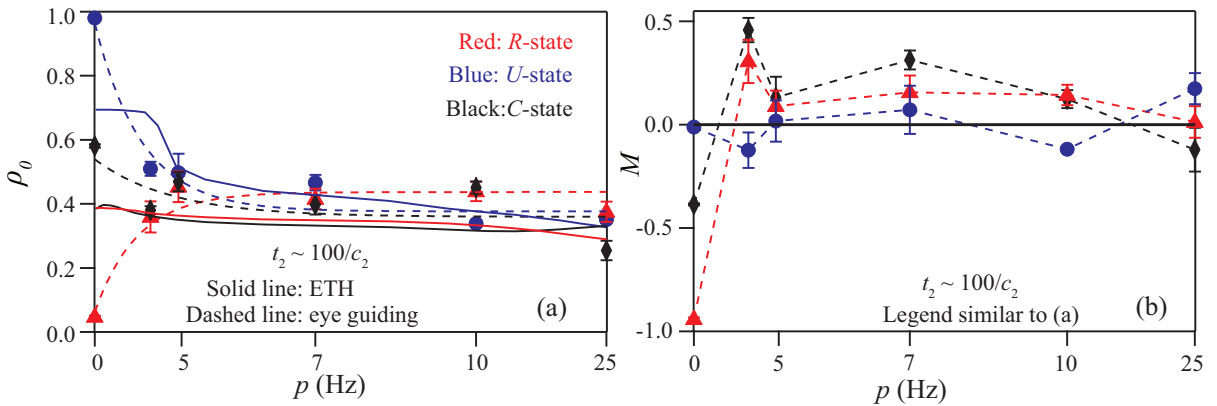 1.0
0.8
0.6
0.4
0.2
0.0
ρ0
Red: R-state
Blue: U-state
Black:C-state
t2 ~ 100/c2
Solid line: ETH
Dashed line: eye guiding
(a)
0 5 7 10 25
p (Hz)
0.5
0.0
-0.5
-1.0
M
t2 ~ 100/c2
Legend similar to (a)
(b)
0 5 7 10 25
p (Hz)